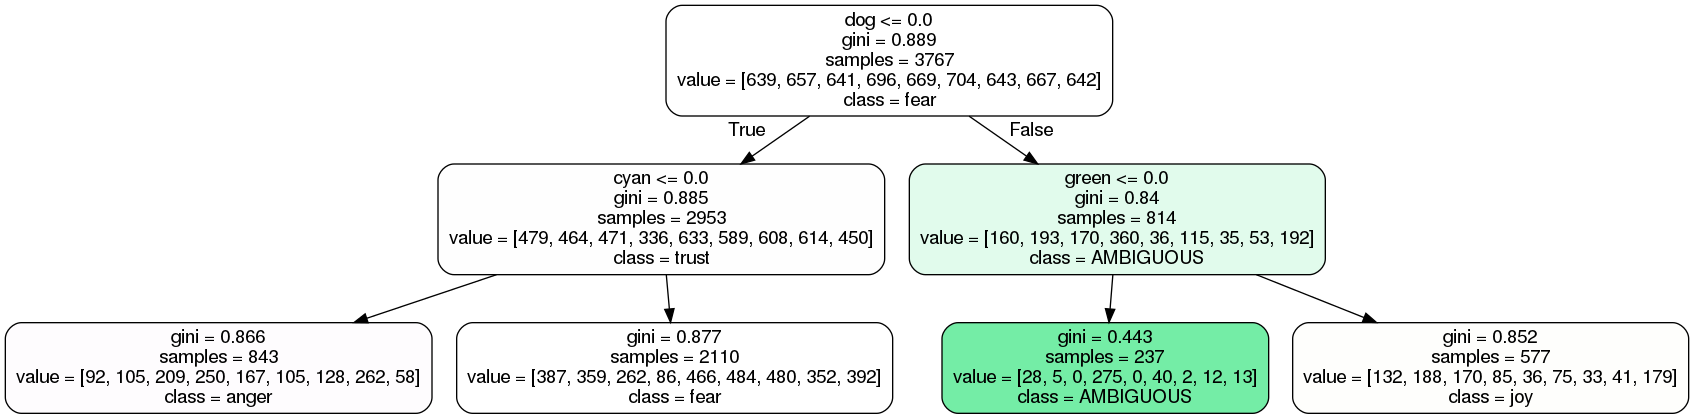 dog <= 0.0
gini = 0.889
samples = 3767
value = [639, 657, 641, 696, 669, 704, 643, 667, 642]
class = fear
True
False
cyan <= 0.0
gini = 0.885
samples = 2953
value = [479, 464, 471, 336, 633, 589, 608, 614, 450]
class = trust
green <= 0.0
gini = 0.84
samples = 814
value = [160, 193, 170, 360, 36, 115, 35, 53, 192]
class = AMBIGUOUS
gini = 0.866
samples = 843
value = [92, 105, 209, 250, 167, 105, 128, 262, 58]
class = anger
gini = 0.877
samples = 2110
value = [387, 359, 262, 86, 466, 484, 480, 352, 392]
class = fear
gini = 0.443
samples = 237
value = [28, 5, 0, 275, 0, 40, 2, 12, 13]
class = AMBIGUOUS
gini = 0.852
samples = 577
value = [132, 188, 170, 85, 36, 75, 33, 41, 179]
class = joy